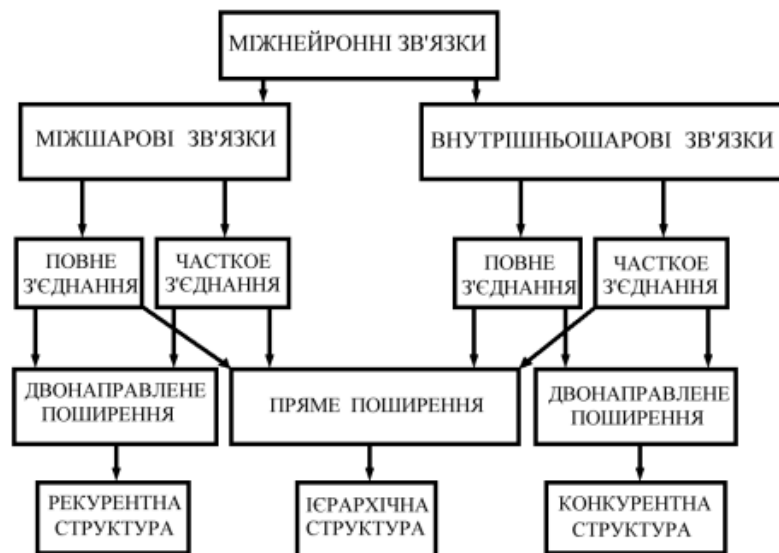 МІЖНЕЙРОННІ ЗВ'ЯЗКИ
МІЖШАРОВІ ЗВ'ЯЗКИ
ВНУТРІШНЬОШАРОВІ ЗВ'ЯЗКИ
ПОВНЕ
З'ЄДНАННЯ
ЧАСТКОЕ
З'ЄДНАННЯ
ПОВНЕ
З'ЄДНАННЯ
ЧАСТКОЕ
З'ЄДНАННЯ
ДВОНАПРАВЛЕНЕ
ПОШИРЕННЯ
ПРЯМЕ ПОШИРЕННЯ
ДВОНАПРАВЛЕНЕ
ПОШИРЕННЯ
РЕКУРЕНТНА
СТРУКТУРА
ІЄРАРХІЧНА
СТРУКТУРА
КОНКУРЕНТНА
СТРУКТУРА